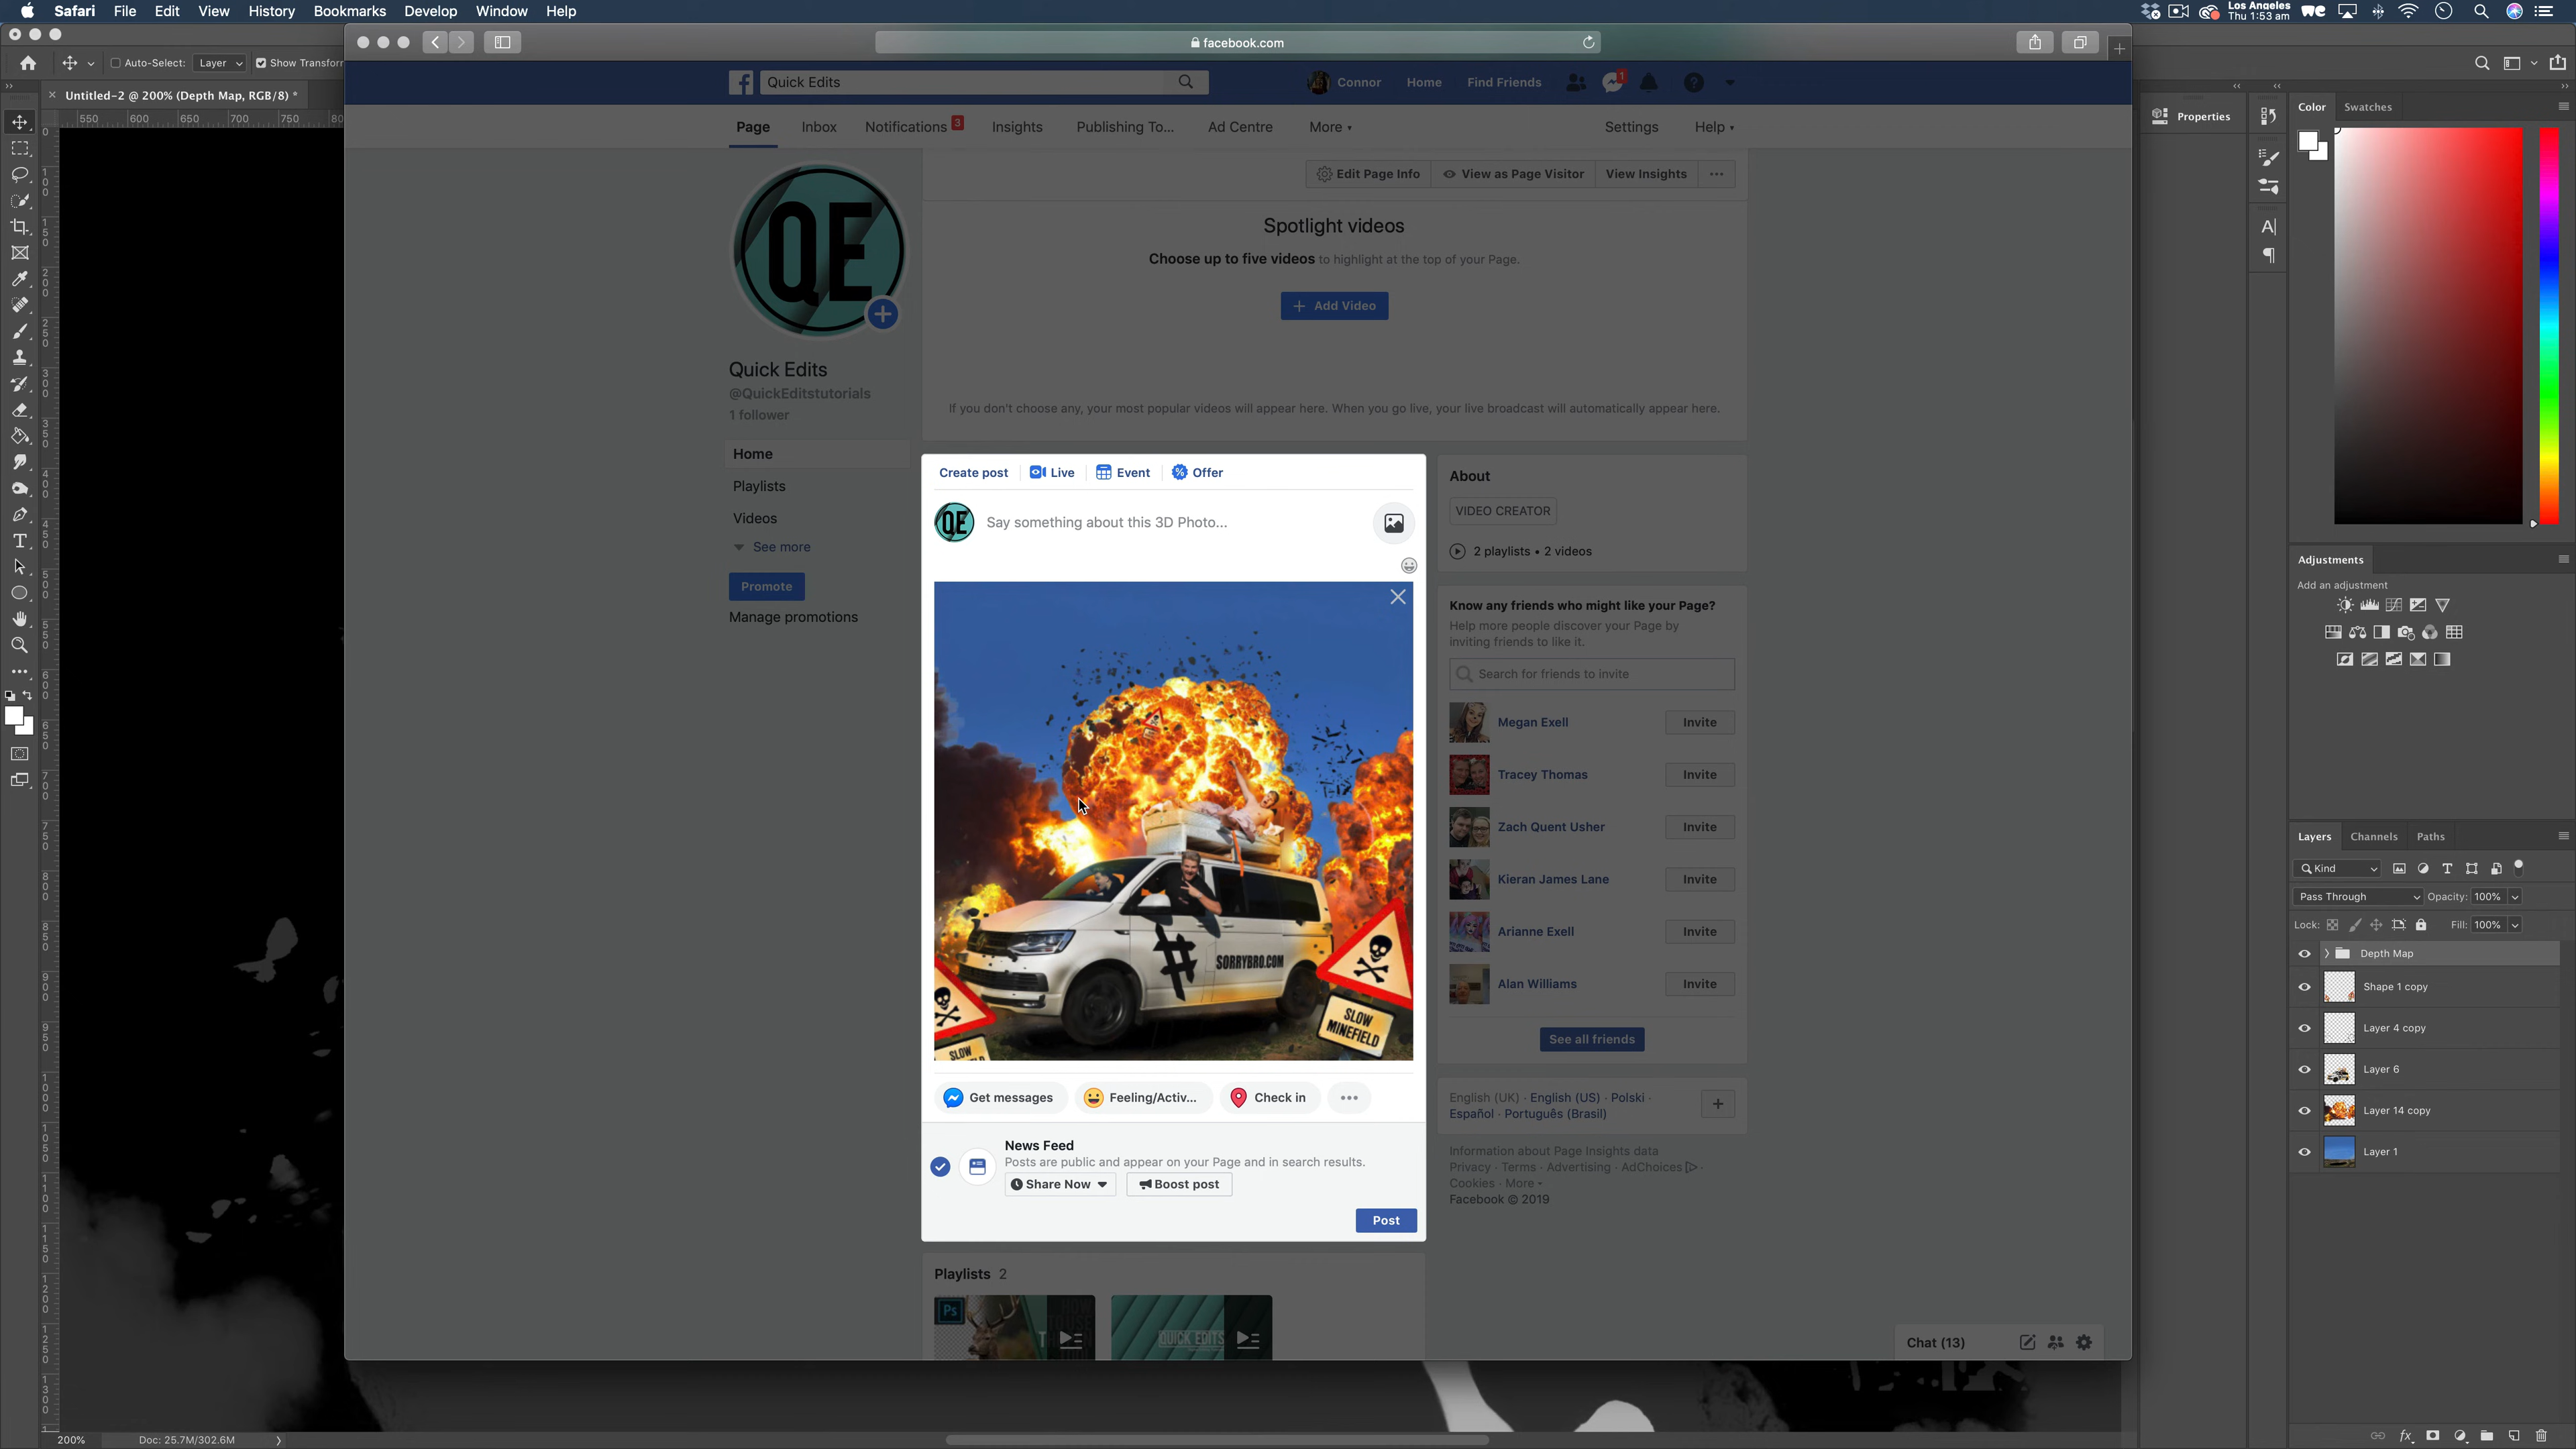 Safari File Edit View History Bookmarks Develop Window Help
Los Angeles
Thu 1:53 am
Auto-Select: Layer Show Transform
facebook.com
Untitled-2 @ 200% (Depth Map, RGB/8) *
550 600 650 700 750
Quick Edits
Connor Home Find Friends 1
Page Inbox Notifications 3 Insights Publishing To... Ad Centre More Settings Help
Edit Page Info View as Page Visitor View Insights
QE
Spotlight videos
Choose up to five videos to highlight at the top of your Page.
+ Add Video
If you don't choose any, your most popular videos will appear here. When you go live, your live broadcast will automatically appear here.
Quick Edits
@QuickEditstutorials
1 follower
Home
Playlists
Videos
See more
Promote
Manage promotions
Create post Live Event Offer
QE Say something about this 3D Photo...
SORRYBRO.COM
#
SLOW
MINEFIELD
SLOW
Get messages Feeling/Activ... Check in
News Feed
Posts are public and appear on your Page and in search results.
Share Now Boost post
Post
Playlists 2
Ps
QUICK EDITS
About
VIDEO CREATOR
2 playlists • 2 videos
Know any friends who might like your Page?
Help more people discover your Page by
inviting friends to like it.
Search for friends to invite
Megan Exell Invite
Tracey Thomas Invite
Zach Quent Usher Invite
Kieran James Lane Invite
Arianne Exell Invite
Alan Williams Invite
See all friends
English (UK) · English (US) · Polski ·
Español · Português (Brasil)
Information about Page Insights data
Privacy · Terms · Advertising · AdChoices ·
Cookies · More
Facebook © 2019
Chat (13)
Properties
Color Swatches
Adjustments
Add an adjustment
Layers Channels Paths
Kind
Pass Through Opacity: 100%
Lock: Fill: 100%
Depth Map
Shape 1 copy
Layer 4 copy
Layer 6
Layer 14 copy
Layer 1
200% Doc: 25.7M/302.6M